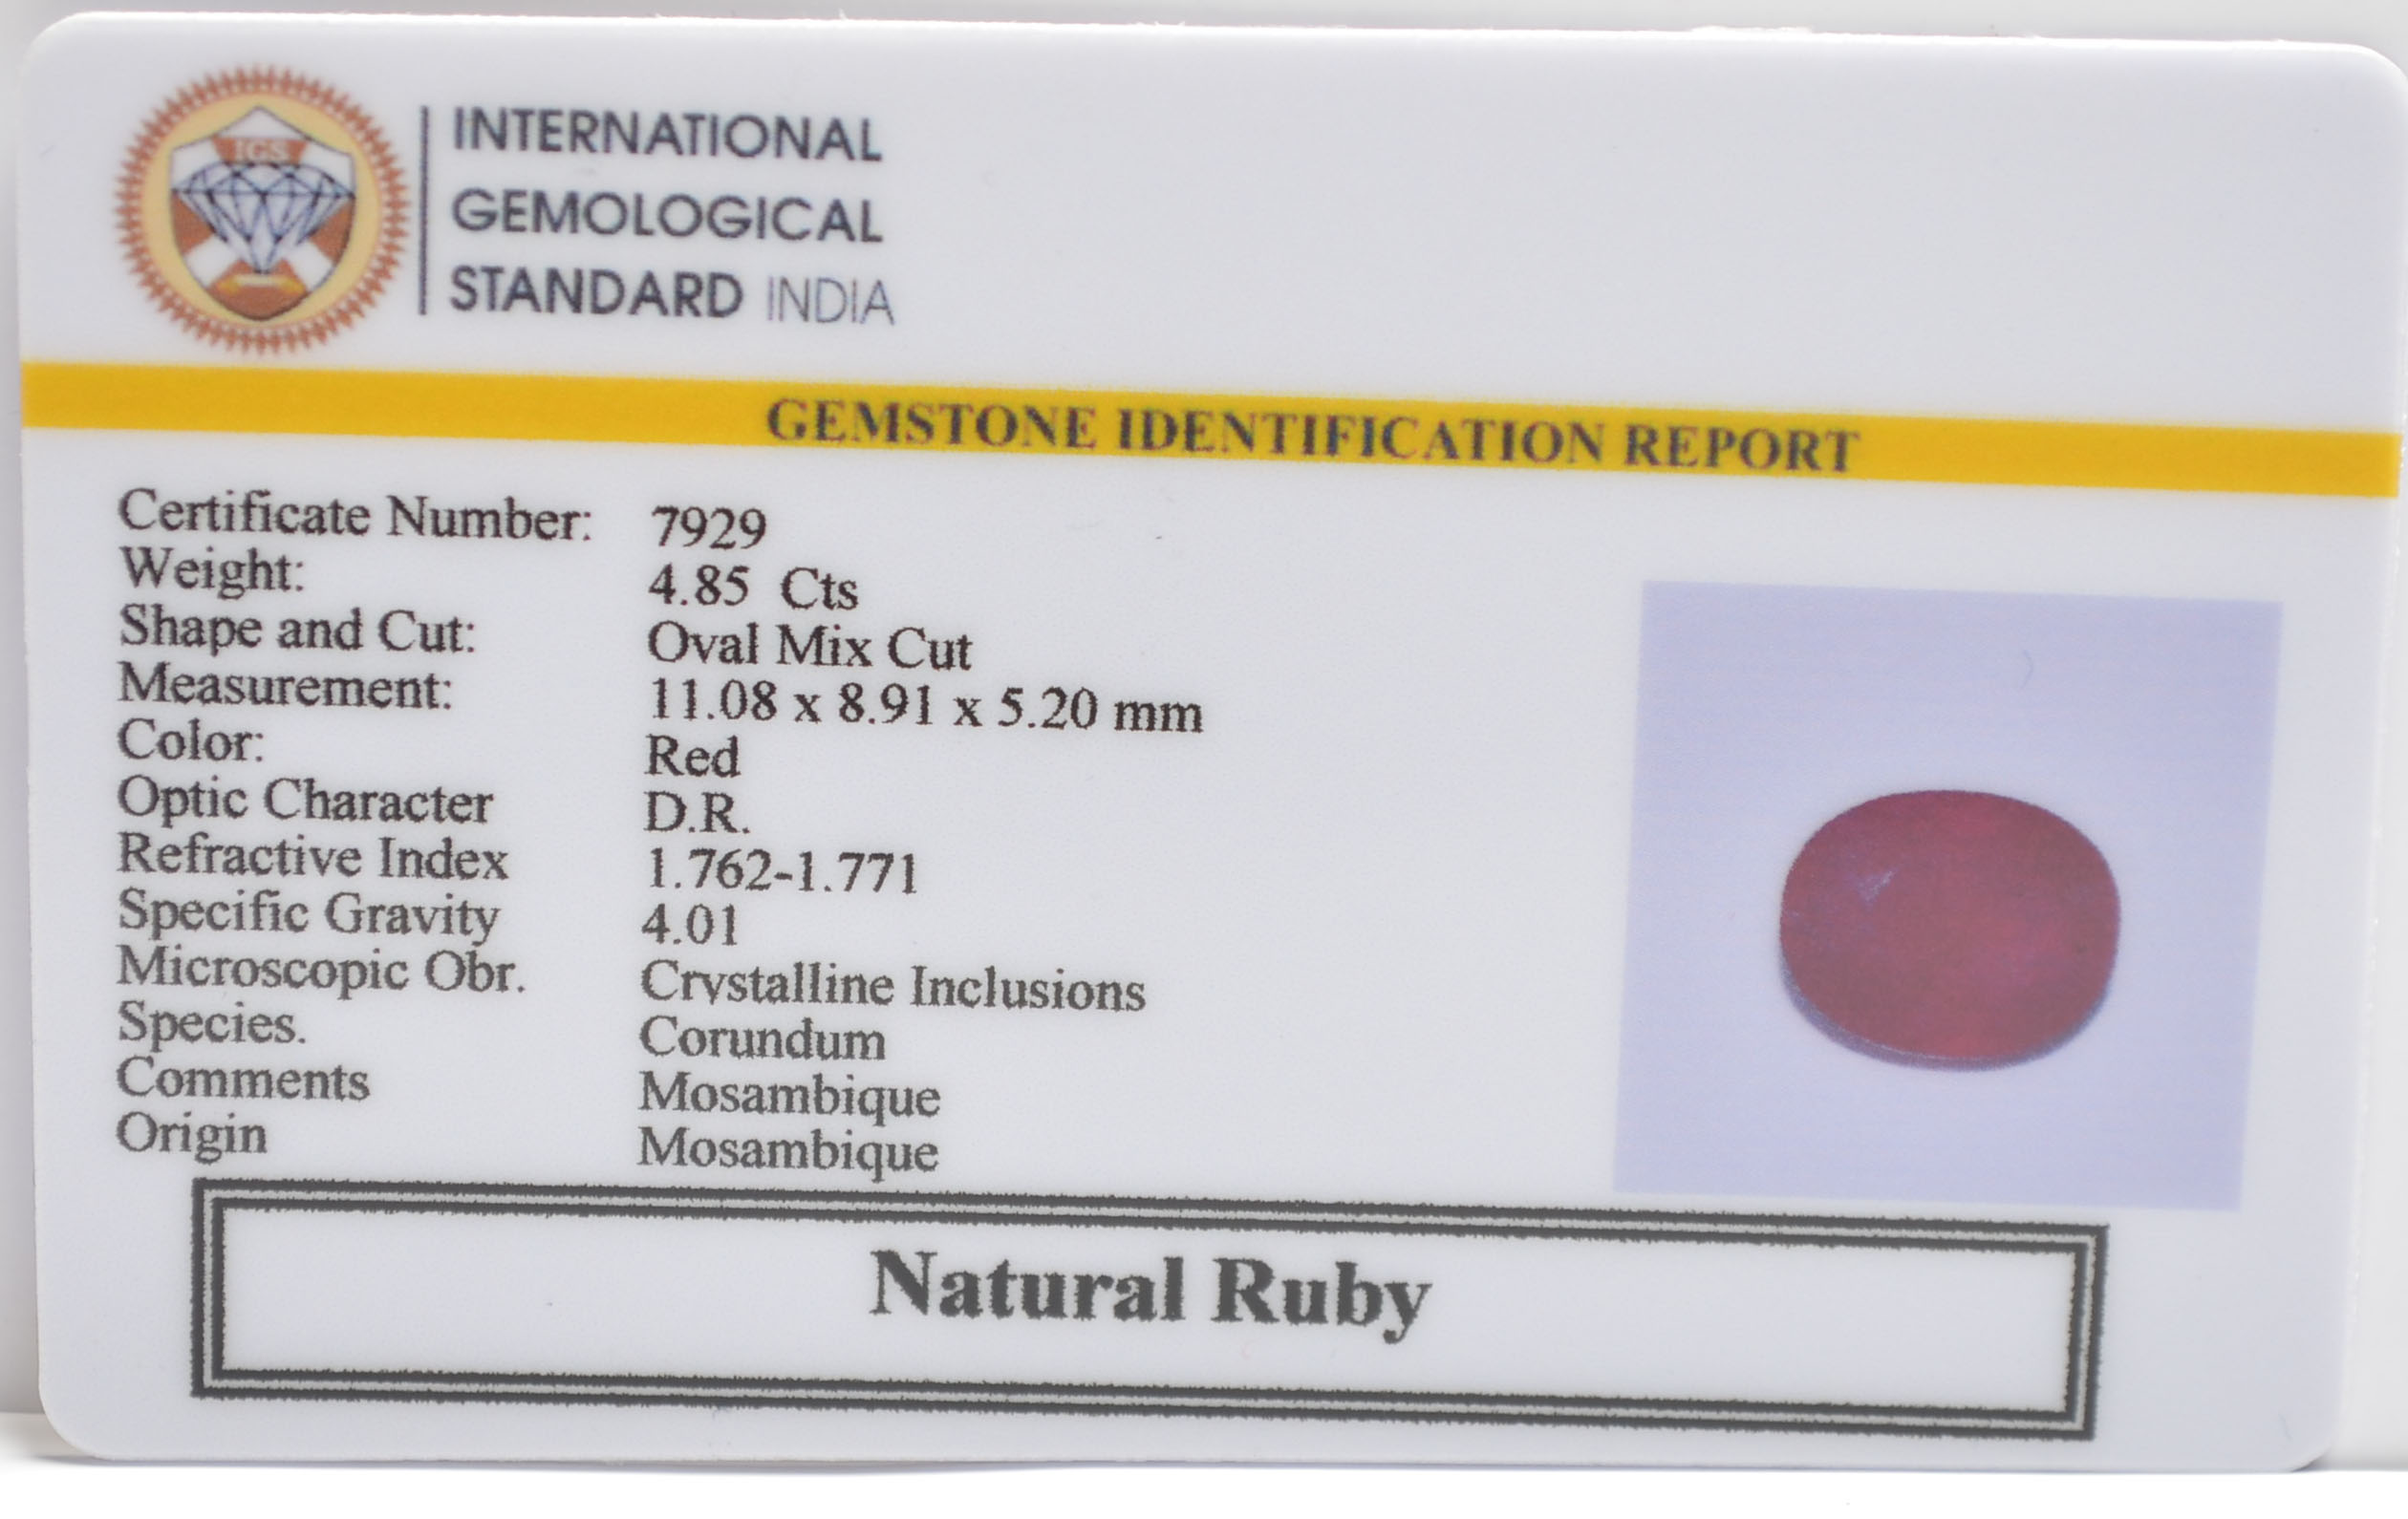 IGS
INTERNATIONAL
GEMOLOGICAL
STANDARD INDIA
GEMSTONE IDENTIFICATION REPORT
Certificate Number: 7929
Weight: 4.85 Cts
Shape and Cut: Oval Mix Cut
Measurement: 11.08 x 8.91 x 5.20 mm
Color: Red
Optic Character D.R.
Refractive Index 1.762-1.771
Specific Gravity 4.01
Microscopic Obr. Crystalline Inclusions
Species. Corundum
Comments Mosambique
Origin Mosambique
Natural Ruby